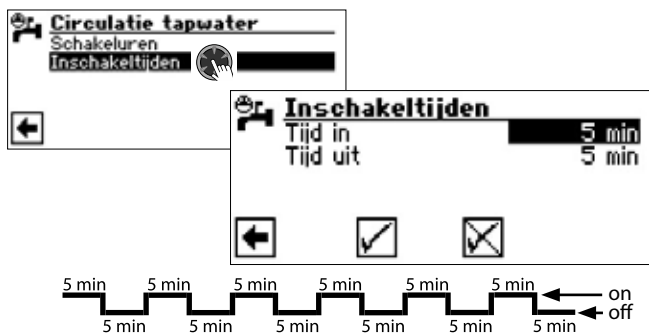 Circulatie tapwater
Schakeluren
Inschakeltijden
Inschakeltijden
Tijd in 5 min
Tijd uit 5 min
5 min 5 min 5 min 5 min 5 min 5 min
on
off
5 min 5 min 5 min 5 min 5 min 5 min